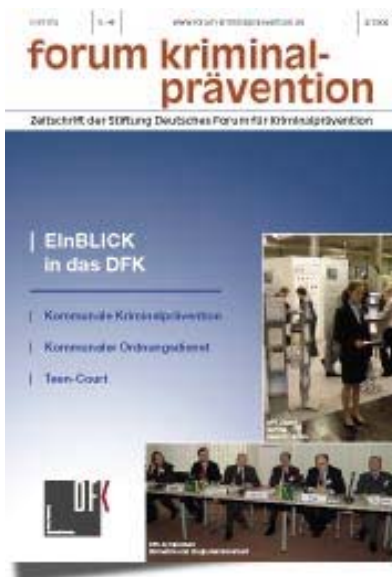 forum kriminal-
prävention
Zeitschrift der Stiftung Deutsches Forum für Kriminalprävention
EInBLICK
in das DFK
Kommunale Kriminalprävention
Kommunaler Ordnungsdienst
Teen-Court
DFK